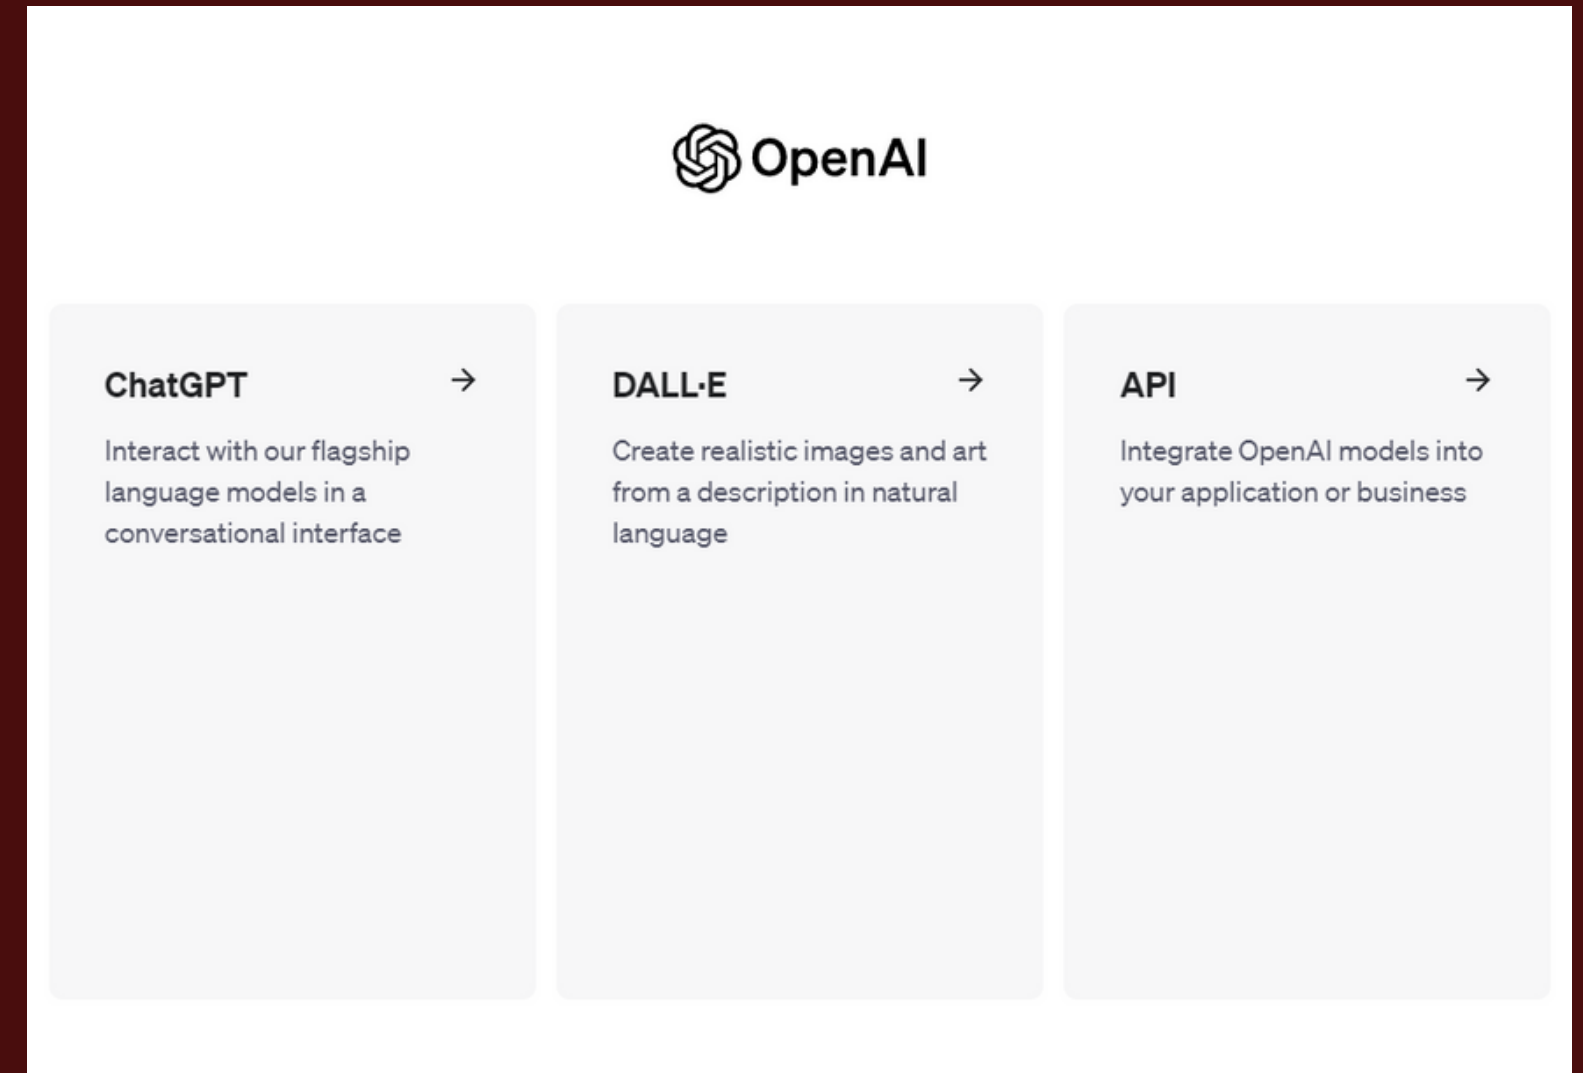 OpenAI
ChatGPT
Interact with our flagship
language models in a
conversational interface
DALL·E
Create realistic images and art
from a description in natural
language
API
Integrate OpenAI models into
your application or business